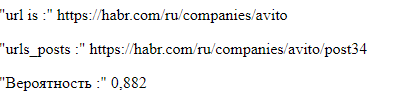 "url is :" https://habr.com/ru/companies/avito
"urls_posts :" https://habr.com/ru/companies/avito/post34
"Вероятность :" 0,882